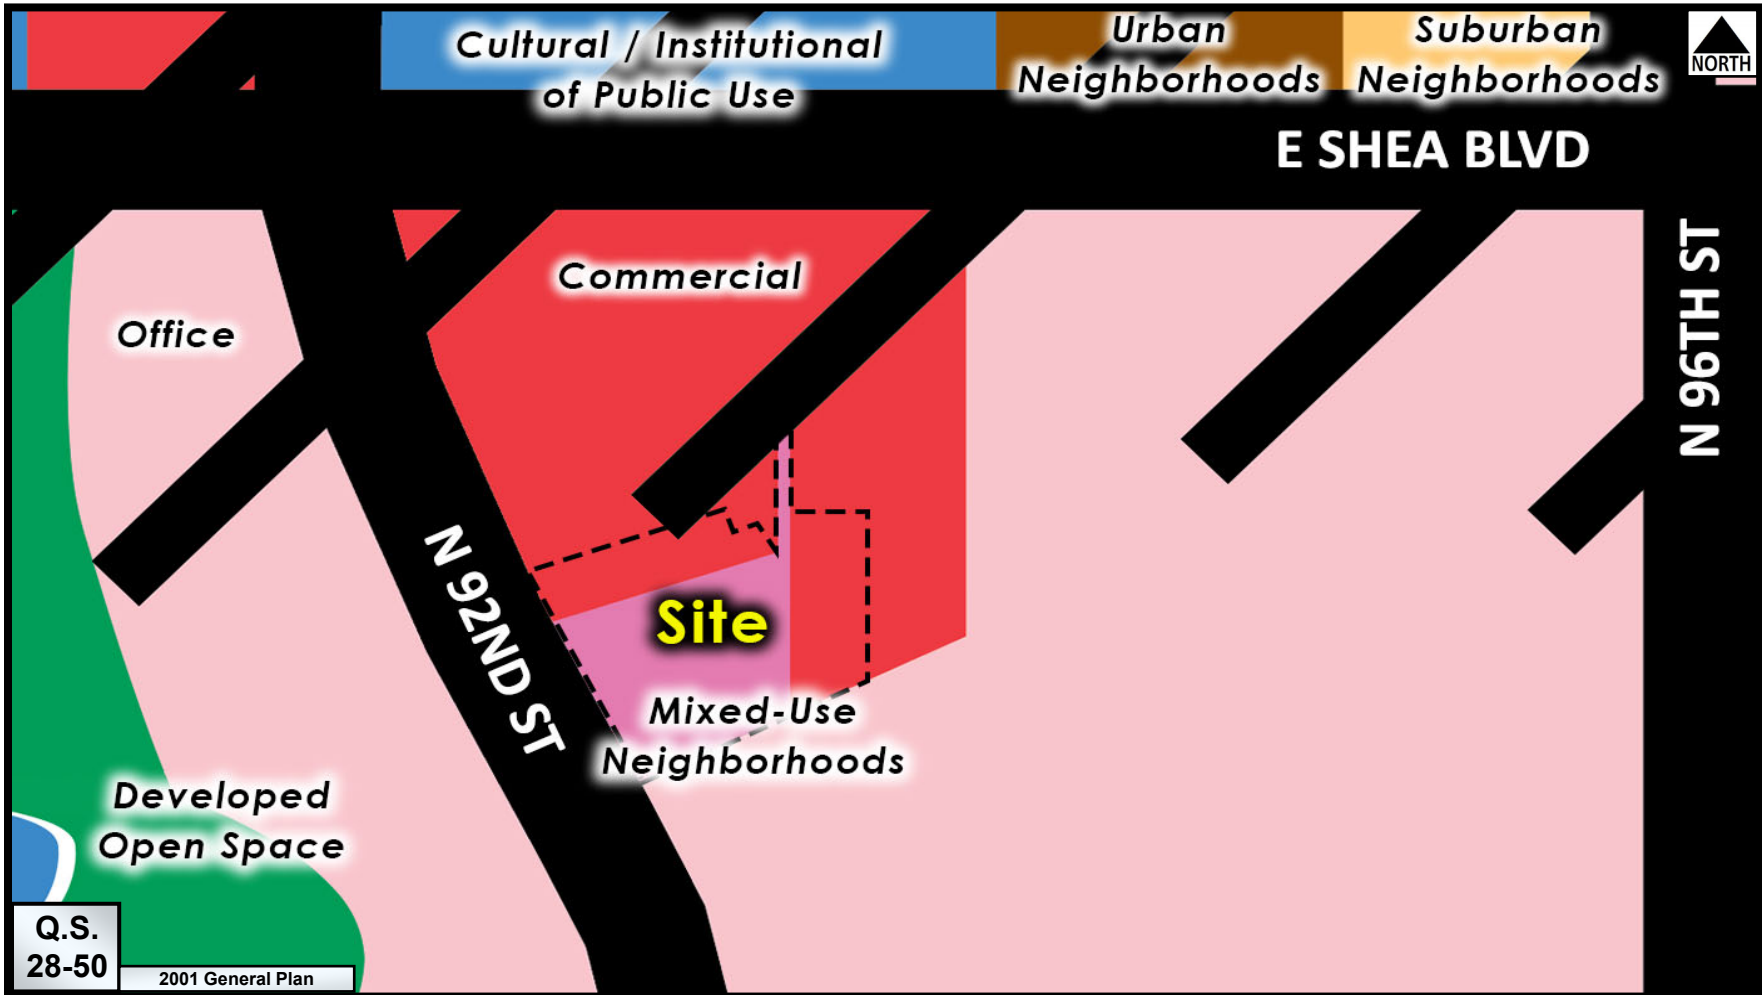 Cultural / Institutional
of Public Use
Urban
Neighborhoods
Suburban
Neighborhoods
NORTH
E SHEA BLVD
N 96TH ST
Commercial
Office
N 92ND ST
Site
Mixed-Use
Neighborhoods
Developed
Open Space
Q.S.
28-50
2001 General Plan